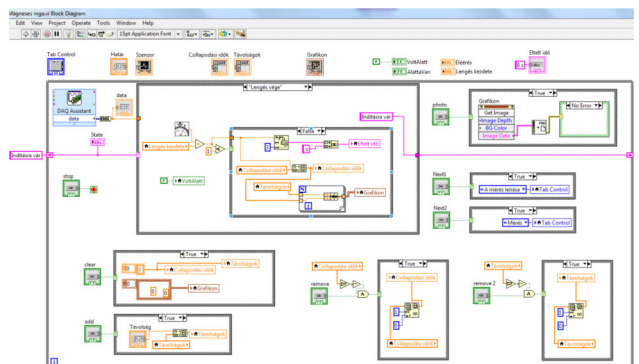 Mágneses inga.vi Block Diagram
Edit View Project Operate Tools Window Help
15pt Application Font
Tab Control
Határ
Szenzor
Csillapodási idők
Távolságok
Grafikon
VoltAlatt
AlattaVan
Elérés
Lengés kezdete
Eltelt idő
DAQ Assistent
data
data
State
Indításra vár
stop
"Lengés vége"
Lengés kezdete
VoltAlatt
False
Eltelt idő
Csillapodási idők
Távolságok
N
i
Grafikon
Indításra vár
photo
True
Grafikon
Get Image
Image Depth
BG Color
Image Data
No Error
Next1
True
A mérés leírása
Tab Control
Next2
True
Mérés
Tab Control
clear
True
Távolságok
Csillapodási idők
Grafikon
add
True
Távolság
Távolságok
Távolságok
Csillapodási idők
remove
True
Csillapodási idők
Csillapodási idők
Távolságok
remove 2
True
Távolságok
Távolságok
i